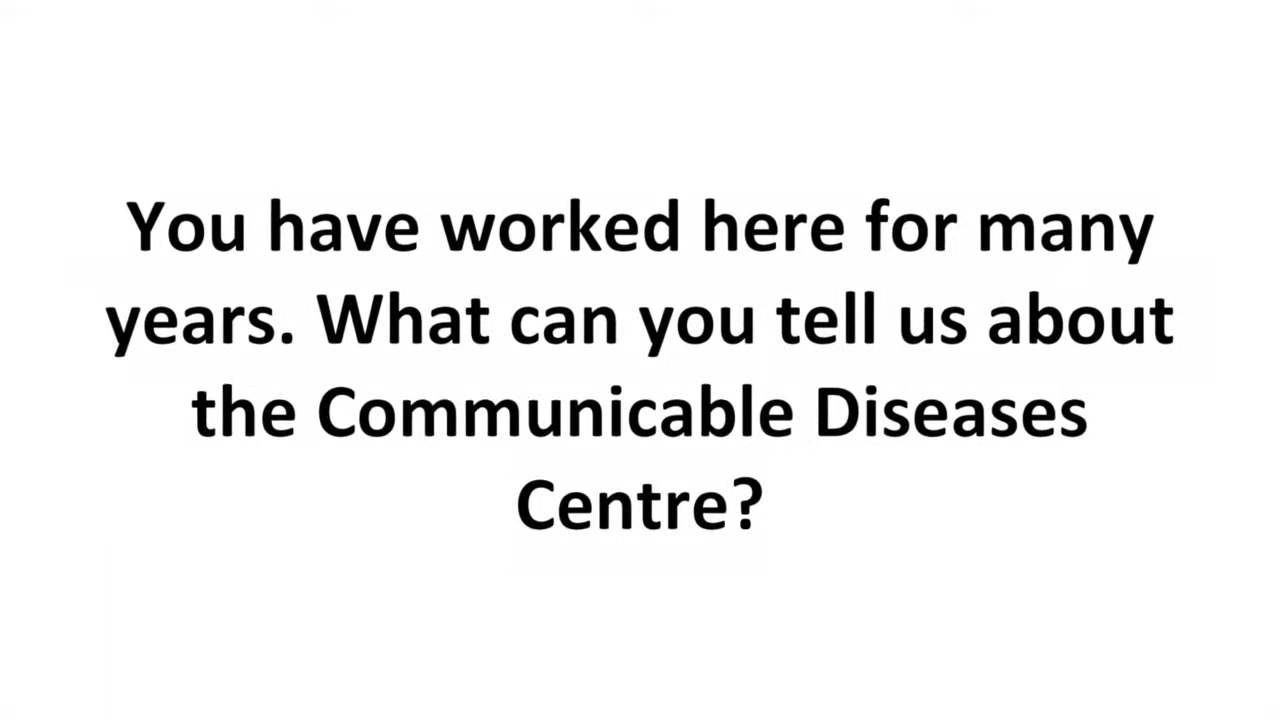 You have worked here for many
years. What can you tell us about
the Communicable Diseases
Centre?